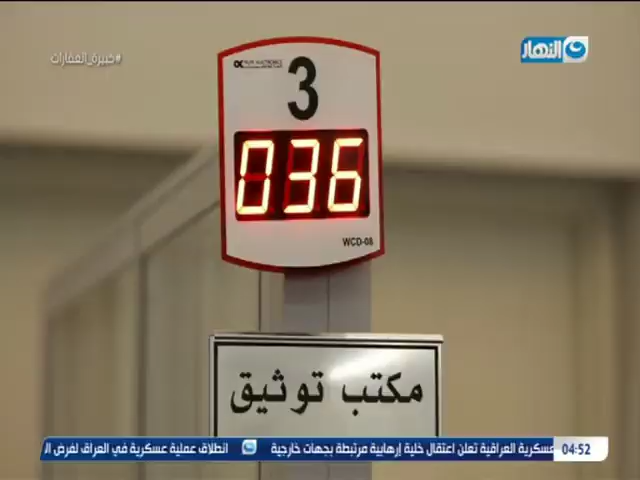 #خبيرة_العقارات
النهار
3
036
WCD-08
مكتب توثيق
04:52
عسكرية العراقية تعلن اعتقال خلية إرهابية مرتبطة بجهات خارجية
انطلاق عملية عسكرية في العراق لفرض ال